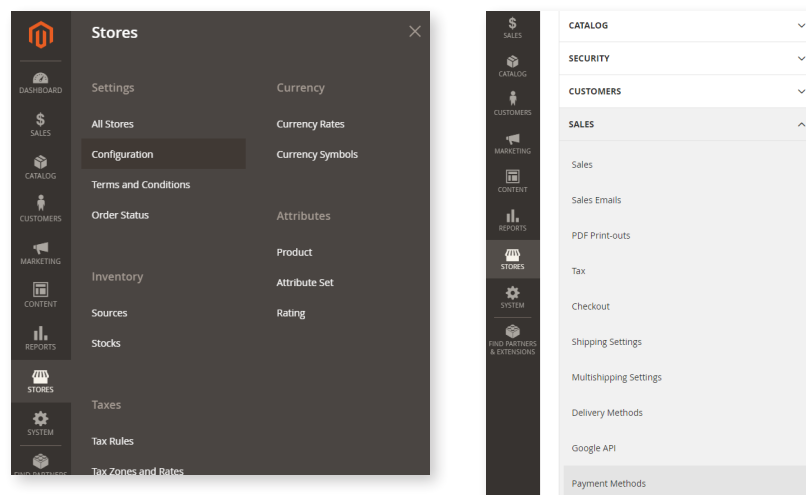 Stores
DASHBOARD
SALES
CATALOG
CUSTOMERS
MARKETING
CONTENT
REPORTS
STORES
SYSTEM
FIND PARTNERS
Settings
All Stores
Configuration
Terms and Conditions
Order Status
Inventory
Sources
Stocks
Taxes
Tax Rules
Tax Zones and Rates
Currency
Currency Rates
Currency Symbols
Attributes
Product
Attribute Set
Rating
SALES
CATALOG
CUSTOMERS
MARKETING
CONTENT
REPORTS
STORES
SYSTEM
FIND PARTNERS
& EXTENSIONS
CATALOG
SECURITY
CUSTOMERS
SALES
Sales
Sales Emails
PDF Print-outs
Tax
Checkout
Shipping Settings
Multishipping Settings
Delivery Methods
Google API
Payment Methods